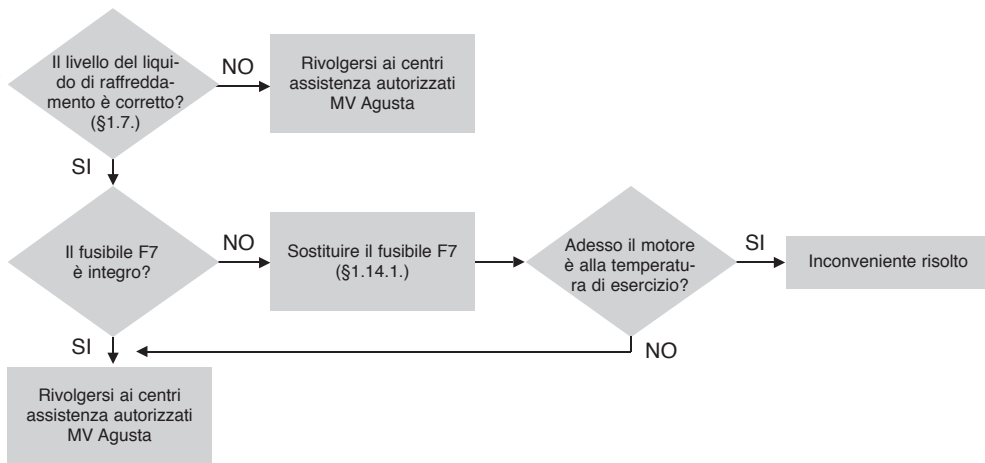 Il livello del liqui-
do di raffredda-
mento è corretto?
(§1.7.)
NO
Rivolgersi ai centri
assistenza autorizzati
MV Agusta
SI
Il fusibile F7
è integro?
NO
Sostituire il fusibile F7
(§1.14.1.)
Adesso il motore
è alla temperatu-
ra di esercizio?
SI
Inconveniente risolto
SI
NO
Rivolgersi ai centri
assistenza autorizzati
MV Agusta